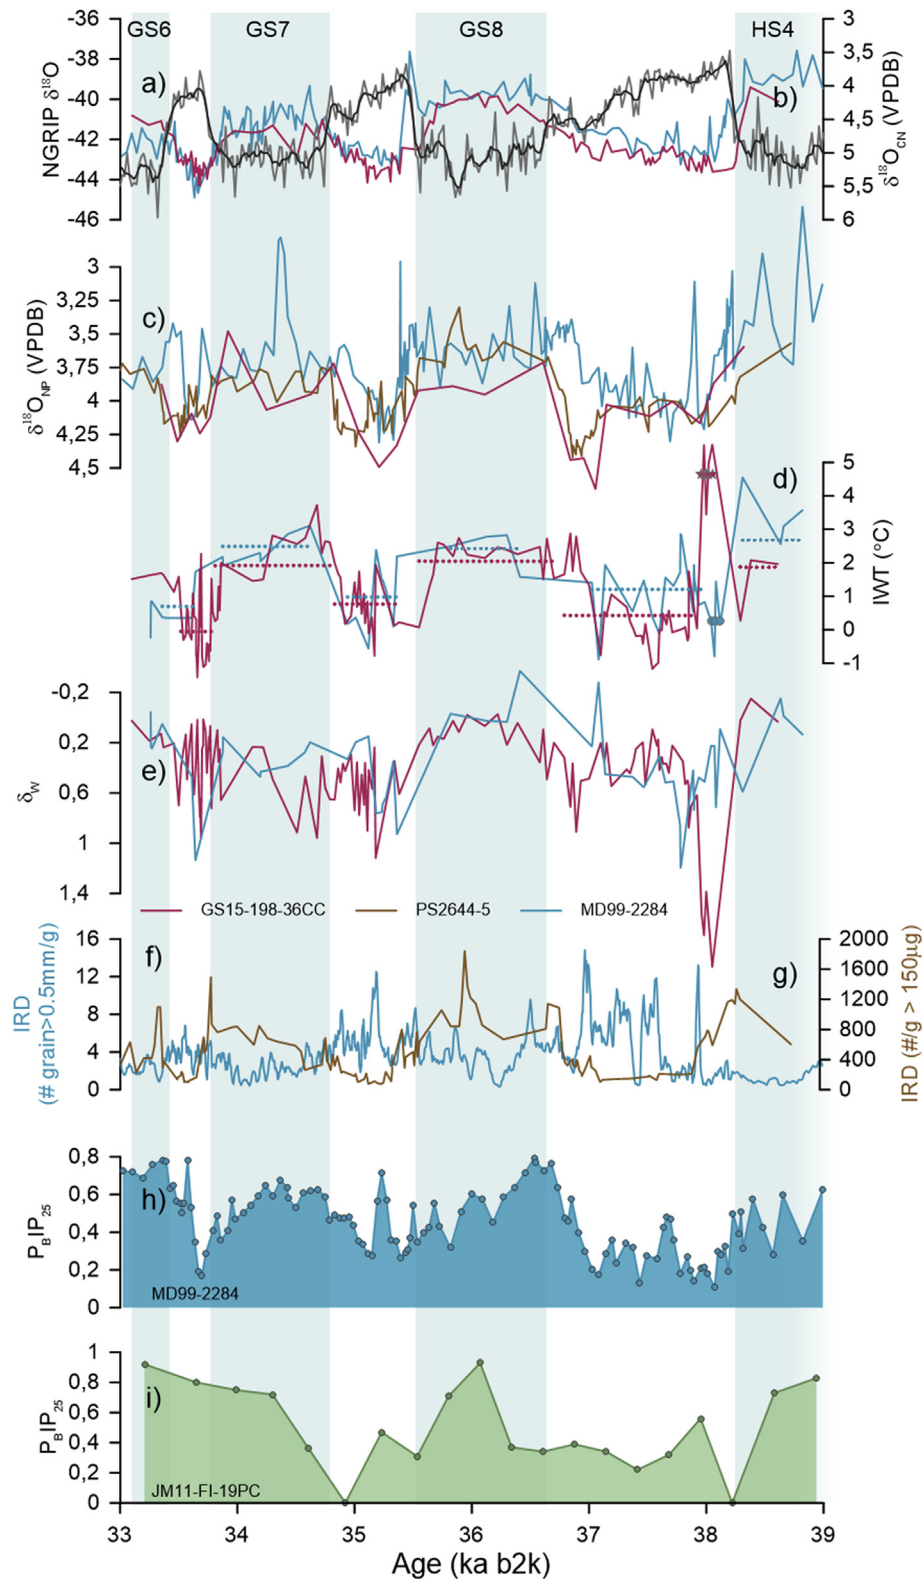 GS6
GS7
GS8
HS4
a)
b)
NGRIP δ¹⁸O
-36
-38
-40
-42
-44
-46
3
3,5
4
4,5
5
5,5
6
δ¹⁸O_CN (VPDB)
c)
δ¹⁸O_NP (VPDB)
3
3,25
3,5
3,75
4
4,25
4,5
d)
5
4
3
2
1
0
-1
IWT (°C)
e)
δ_W
-0,2
0,2
0,6
1
1,4
GS15-198-36CC
PS2644-5
MD99-2284
f)
g)
IRD
(# grain>0.5mm/g)
16
12
8
4
0
2000
1600
1200
800
400
0
IRD (#/g > 150μg)
h)
P_BIP₂₅
0,8
0,6
0,4
0,2
0
MD99-2284
i)
P_BIP₂₅
1
0,8
0,6
0,4
0,2
0
JM11-FI-19PC
33
34
35
36
37
38
39
Age (ka b2k)